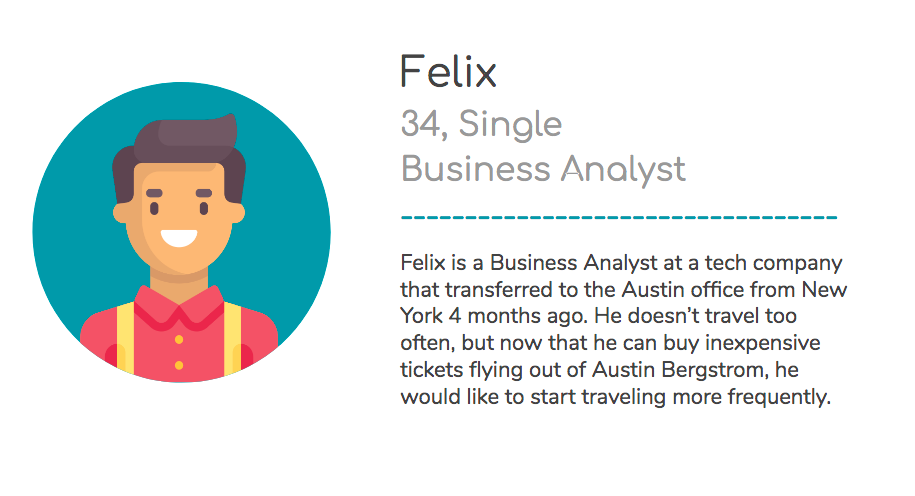 Felix
34, Single
Business Analyst
Felix is a Business Analyst at a tech company
that transferred to the Austin office from New
York 4 months ago. He doesn’t travel too
often, but now that he can buy inexpensive
tickets flying out of Austin Bergstrom, he
would like to start traveling more frequently.